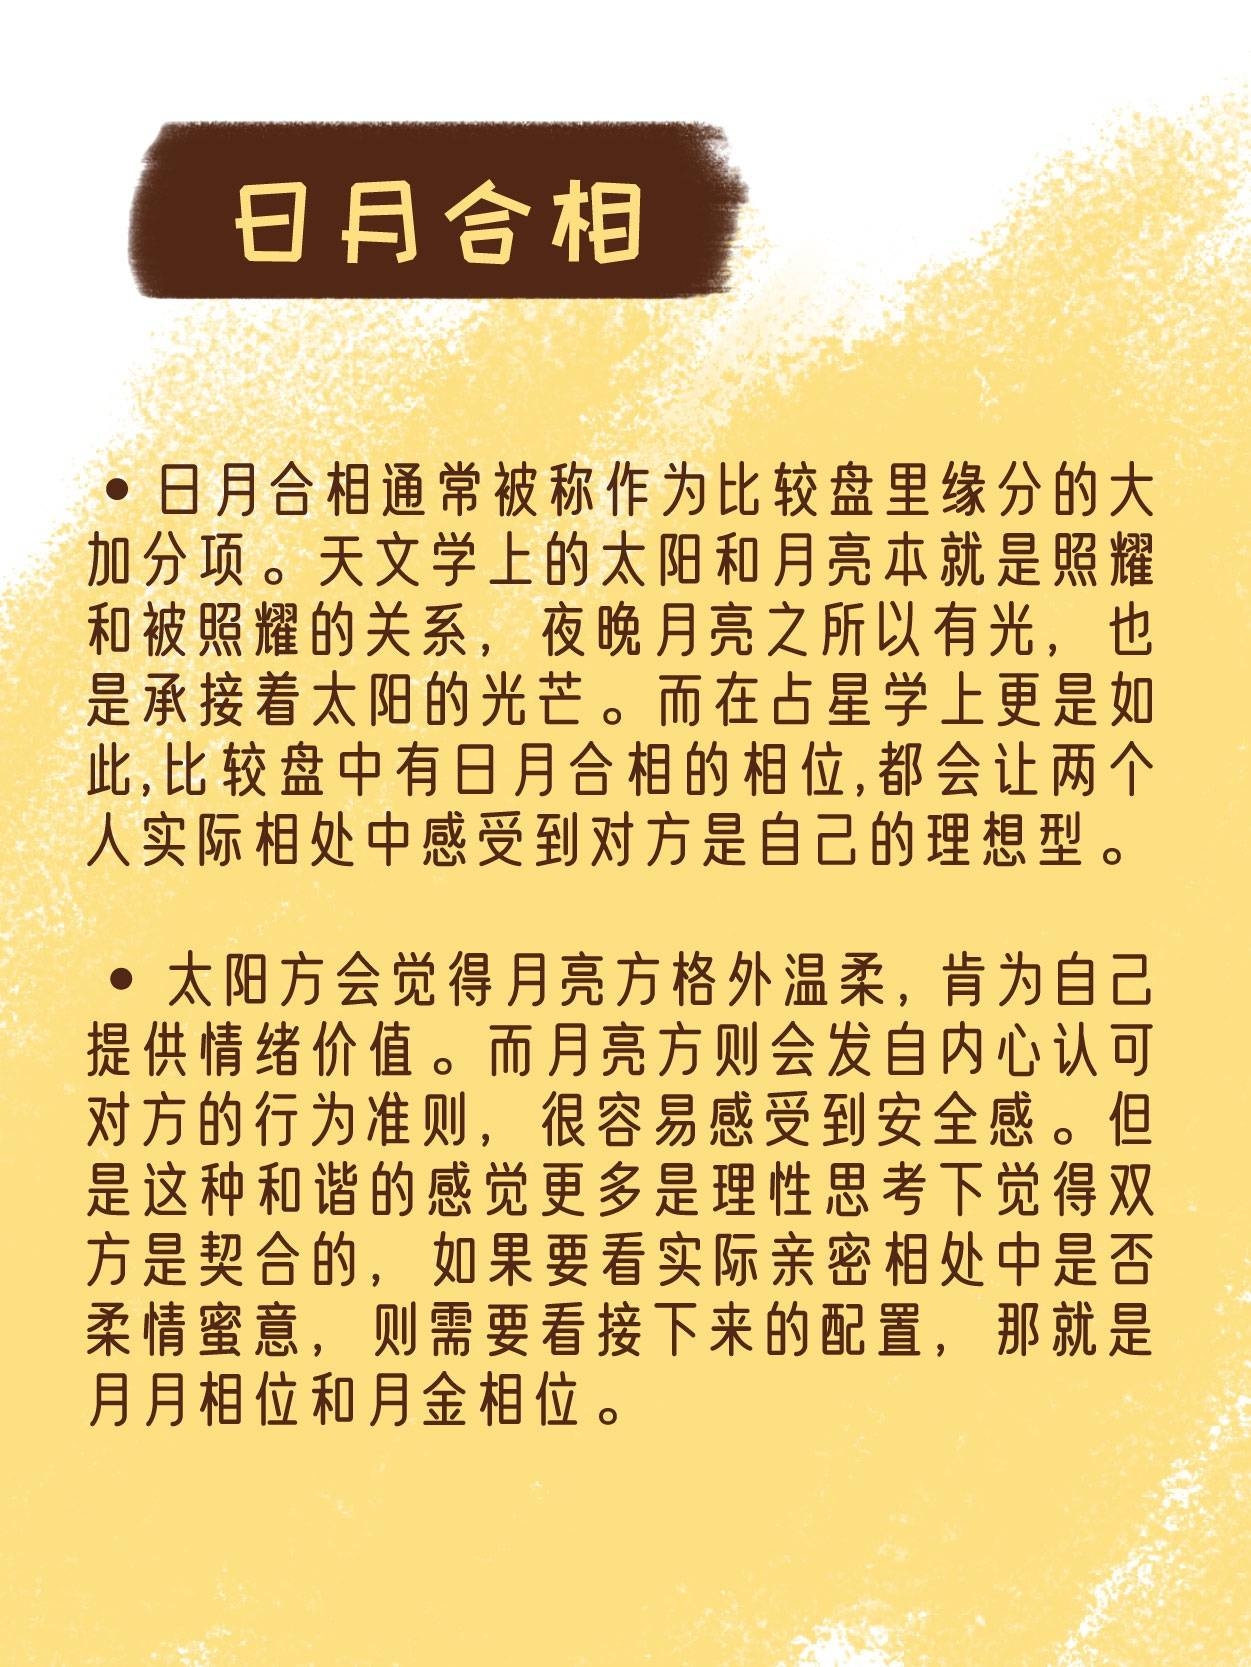 日月合相
• 日月合相通常被称作为比较盘里缘分的大
加分项。天文学上的太阳和月亮本就是照耀
和被照耀的关系，夜晚月亮之所以有光，也
是承接着太阳的光芒。而在占星学上更是如
此,比较盘中有日月合相的相位,都会让两个
人实际相处中感受到对方是自己的理想型。
• 太阳方会觉得月亮方格外温柔，肯为自己
提供情绪价值。而月亮方则会发自内心认可
对方的行为准则，很容易感受到安全感。但
是这种和谐的感觉更多是理性思考下觉得双
方是契合的，如果要看实际亲密相处中是否
柔情蜜意，则需要看接下来的配置，那就是
月月相位和月金相位。